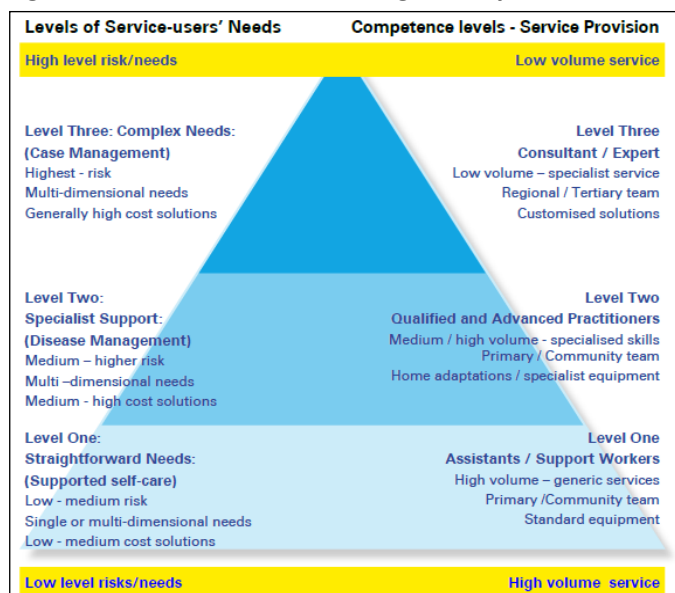 Levels of Service-users' Needs
Competence levels - Service Provision
High level risk/needs
Low volume service
Level Three: Complex Needs:
(Case Management)
Highest - risk
Multi-dimensional needs
Generally high cost solutions
Level Three
Consultant / Expert
Low volume – specialist service
Regional / Tertiary team
Customised solutions
Level Two:
Specialist Support:
(Disease Management)
Medium – higher risk
Multi –dimensional needs
Medium - high cost solutions
Level Two
Qualified and Advanced Practitioners
Medium / high volume - specialised skills
Primary / Community team
Home adaptations / specialist equipment
Level One:
Straightforward Needs:
(Supported self-care)
Low - medium risk
Single or multi-dimensional needs
Low - medium cost solutions
Level One
Assistants / Support Workers
High volume – generic services
Primary /Community team
Standard equipment
Low level risks/needs
High volume service